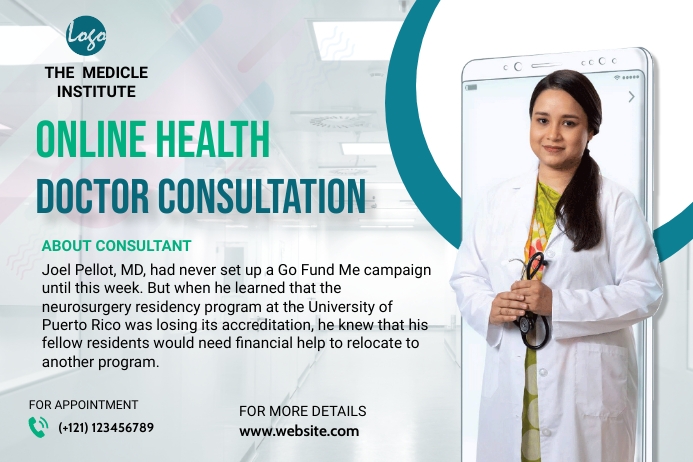 Logo
THE MEDICLE
INSTITUTE
ONLINE HEALTH
DOCTOR CONSULTATION
ABOUT CONSULTANT
Joel Pellot, MD, had never set up a Go Fund Me campaign
until this week. But when he learned that the
neurosurgery residency program at the University of
Puerto Rico was losing its accreditation, he knew that his
fellow residents would need financial help to relocate to
another program.
FOR APPOINTMENT
(+121) 123456789
FOR MORE DETAILS
www.website.com